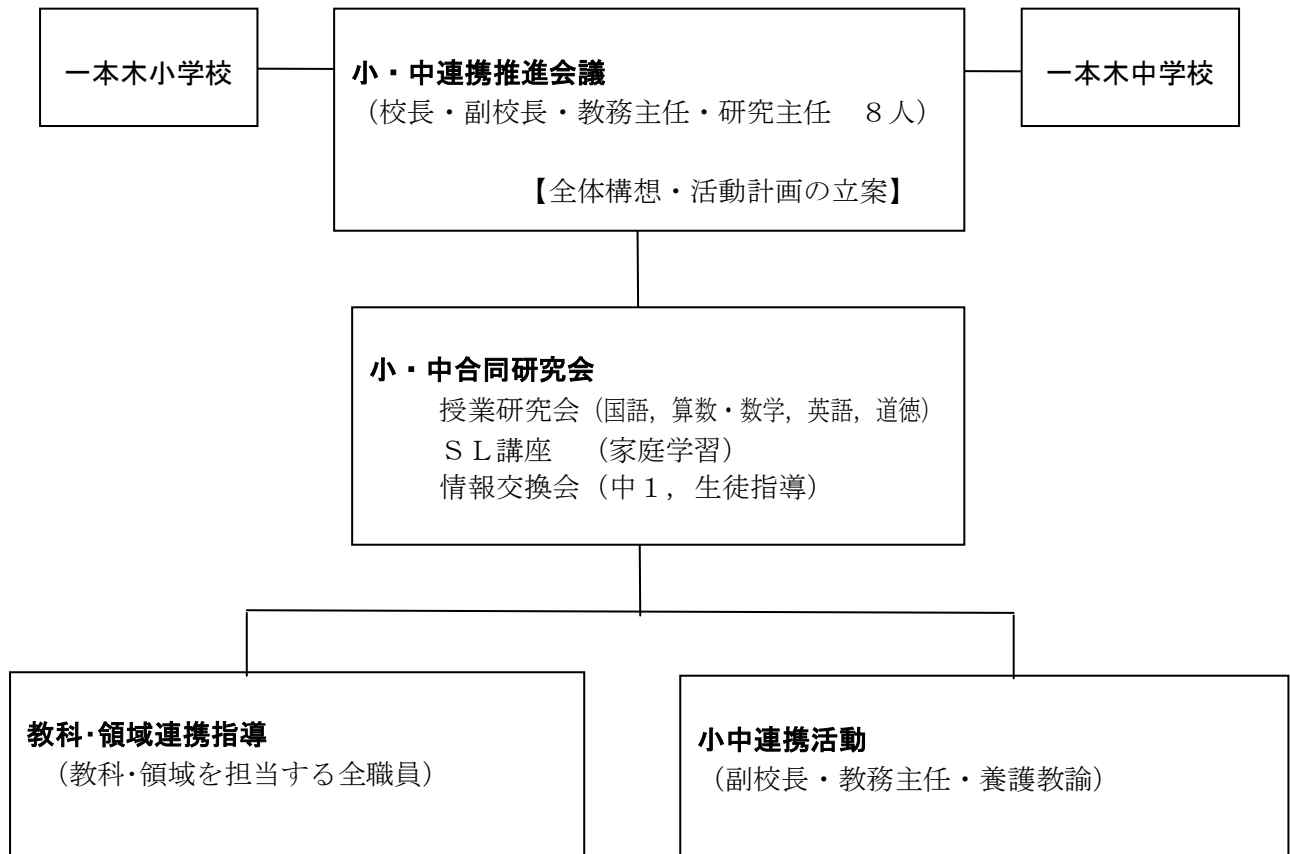 一本木小学校
小・中連携推進会議
（校長・副校長・教務主任・研究主任　８人）
【全体構想・活動計画の立案】
一本木中学校
小・中合同研究会
授業研究会（国語，算数・数学，英語，道徳）
ＳＬ講座　（家庭学習）
情報交換会（中１，生徒指導）
教科･領域連携指導
（教科･領域を担当する全職員）
小中連携活動
（副校長・教務主任・養護教諭）